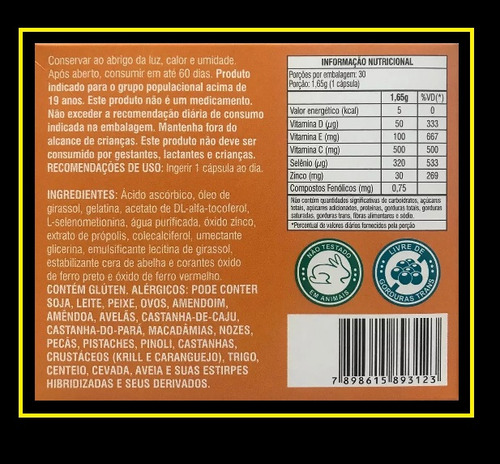 Conservar ao abrigo da luz, calor e umidade.
Após aberto, consumir em até 60 dias. Produto
indicado para o grupo populacional acima de
19 anos. Este produto não é um medicamento.
Não exceder a recomendação diária de consumo
indicada na embalagem. Mantenha fora do
alcance de crianças. Este produto não deve ser
consumido por gestantes, lactantes e crianças.
RECOMENDAÇÕES DE USO: Ingerir 1 cápsula ao dia.
INGREDIENTES: Ácido ascórbico, óleo de
girassol, gelatina, acetato de DL-alfa-tocoferol,
L-selenometionina, água purificada, óxido zinco,
extrato de própolis, colecalciferol, umectante
glicerina, emulsificante lecitina de girassol,
estabilizante cera de abelha e corantes óxido
de ferro preto e óxido de ferro vermelho.
CONTÉM GLÚTEN. ALÉRGICOS: PODE CONTER
SOJA, LEITE, PEIXE, OVOS, AMENDOIM,
AMÊNDOA, AVELÃS, CASTANHA-DE-CAJU,
CASTANHA-DO-PARÁ, MACADÂMIAS, NOZES,
PECÃS, PISTACHES, PINOLI, CASTANHAS,
CRUSTÁCEOS (KRILL E CARANGUEJO), TRIGO,
CENTEIO, CEVADA, AVEIA E SUAS ESTIRPES
HIBRIDIZADAS E SEUS DERIVADOS.
INFORMAÇÃO NUTRICIONAL
Porções por embalagem: 30
Porção: 1,65g (1 cápsula)
1,65g %VD(*)
Valor energético (kcal) 5 0
Vitamina D (µg) 50 333
Vitamina E (mg) 100 667
Vitamina C (mg) 500 500
Selênio (µg) 320 533
Zinco (mg) 30 269
Compostos Fenólicos (mg) 0,75
Não contém quantidades significativas de carboidratos, açúcares
totais, açúcares adicionados, proteínas, gorduras totais, gorduras
saturadas, gorduras trans, fibras alimentares e sódio.
*Percentual de valores diários fornecidos pela porção
NÃO TESTADO
EM ANIMAIS
LIVRE DE
GORDURAS TRANS
7 898615 893123